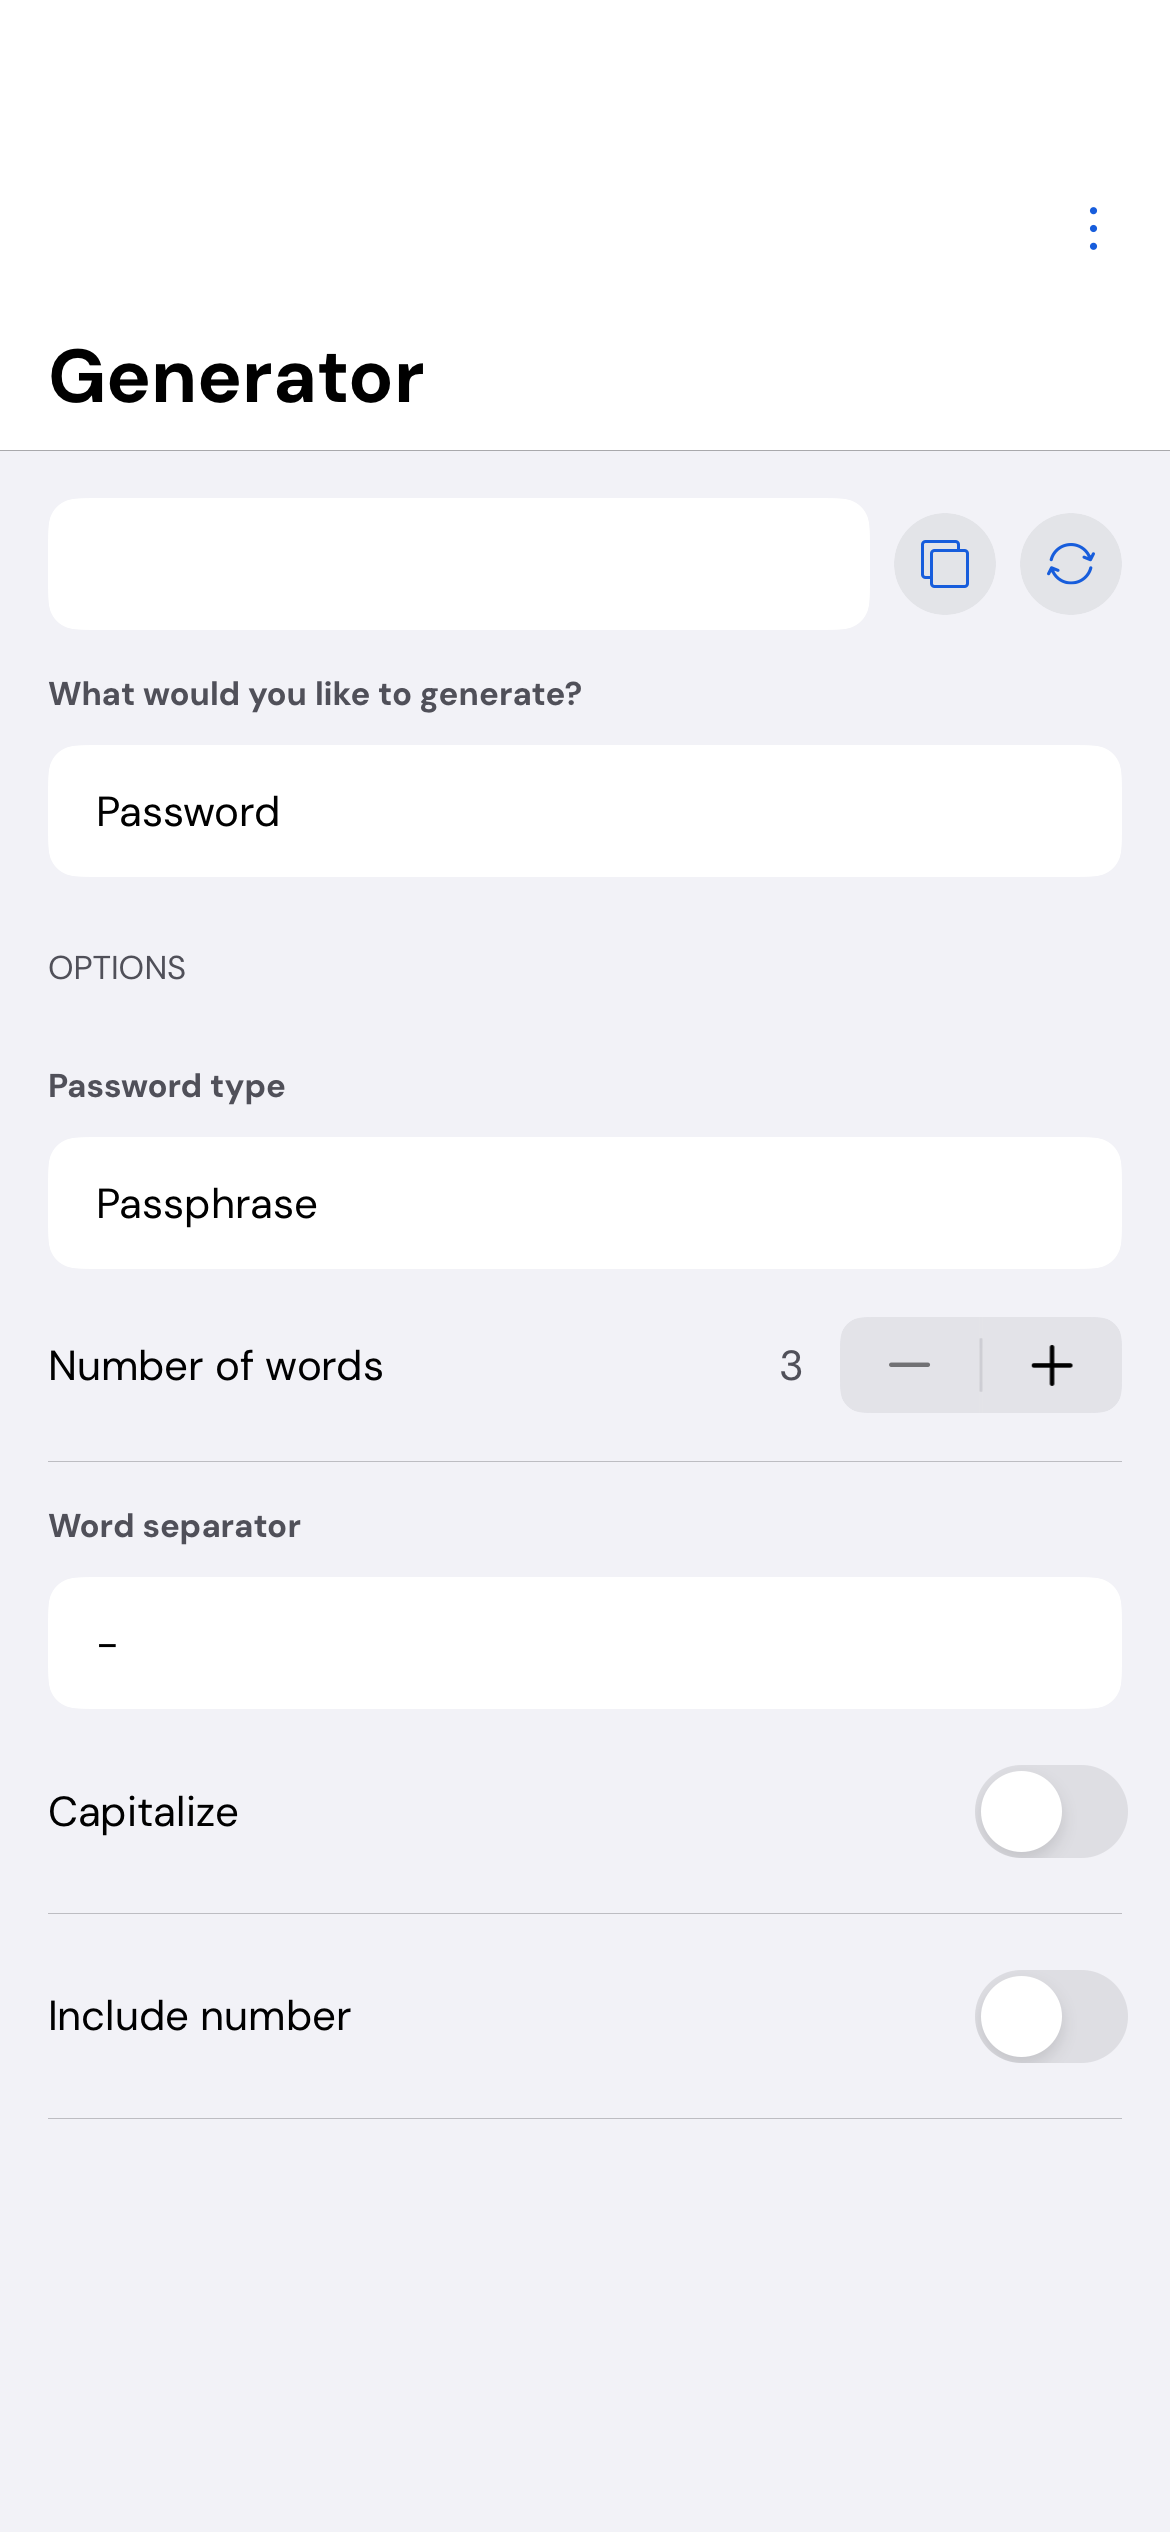 Generator
What would you like to generate?
Password
OPTIONS
Password type
Passphrase
Number of words 3
Word separator
-
Capitalize
Include number